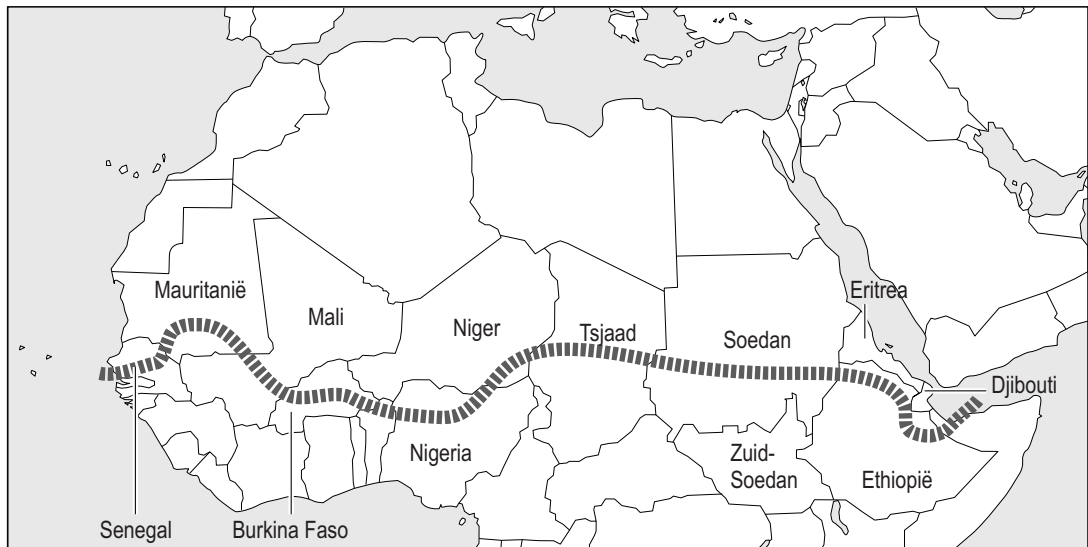 Mauritanië
Mali
Niger
Tsjaad
Soedan
Eritrea
Djibouti
Nigeria
Zuid-
Soedan
Ethiopië
Senegal
Burkina Faso